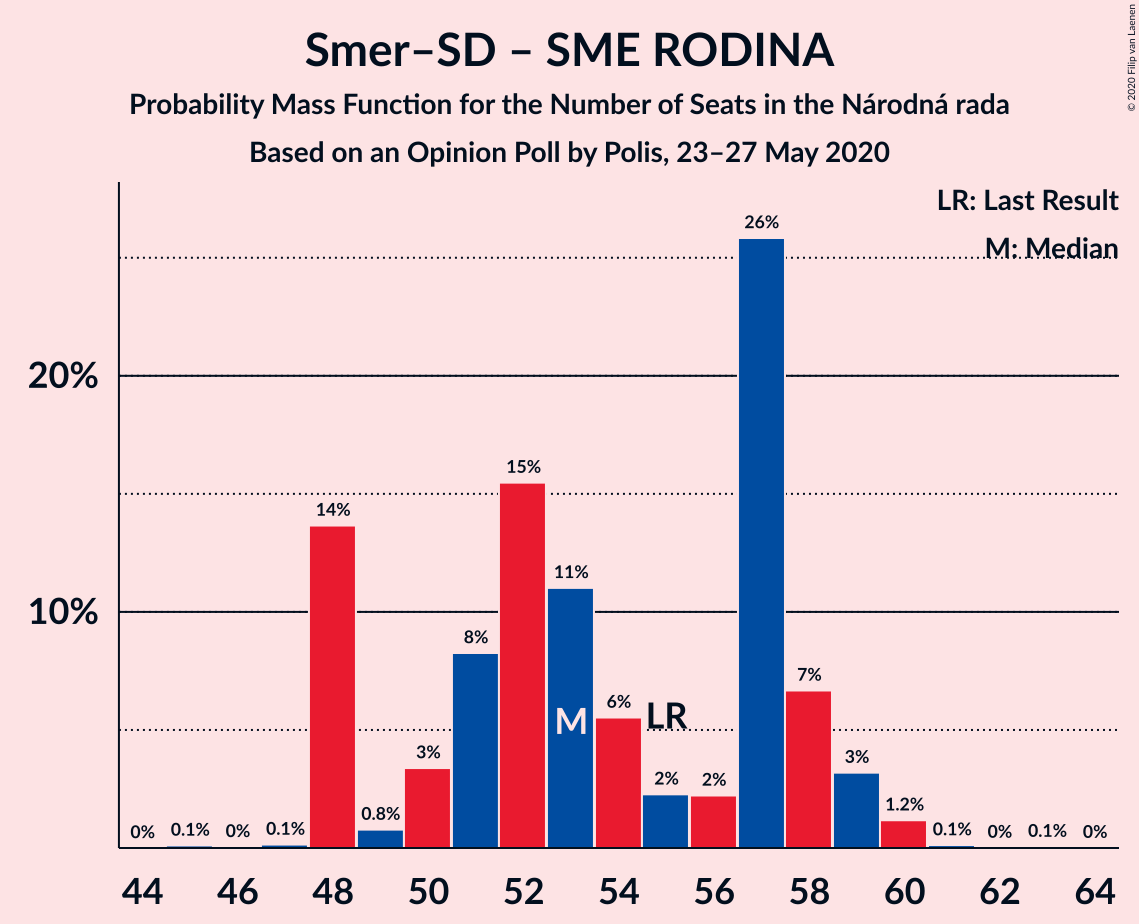 Smer–SD – SME RODINA
Probability Mass Function for the Number of Seats in the Národná rada
Based on an Opinion Poll by Polis, 23–27 May 2020
© 2020 Filip van Laenen
LR: Last Result
M: Median
26%
20%
15%
14%
11%
10%
8%
7%
6%
M
LR
3%
2%
2%
3%
0%
0.1%
0%
0.1%
0.8%
1.2%
0.1%
0%
0.1%
0%
44 46 48 50 52 54 56 58 60 62 64